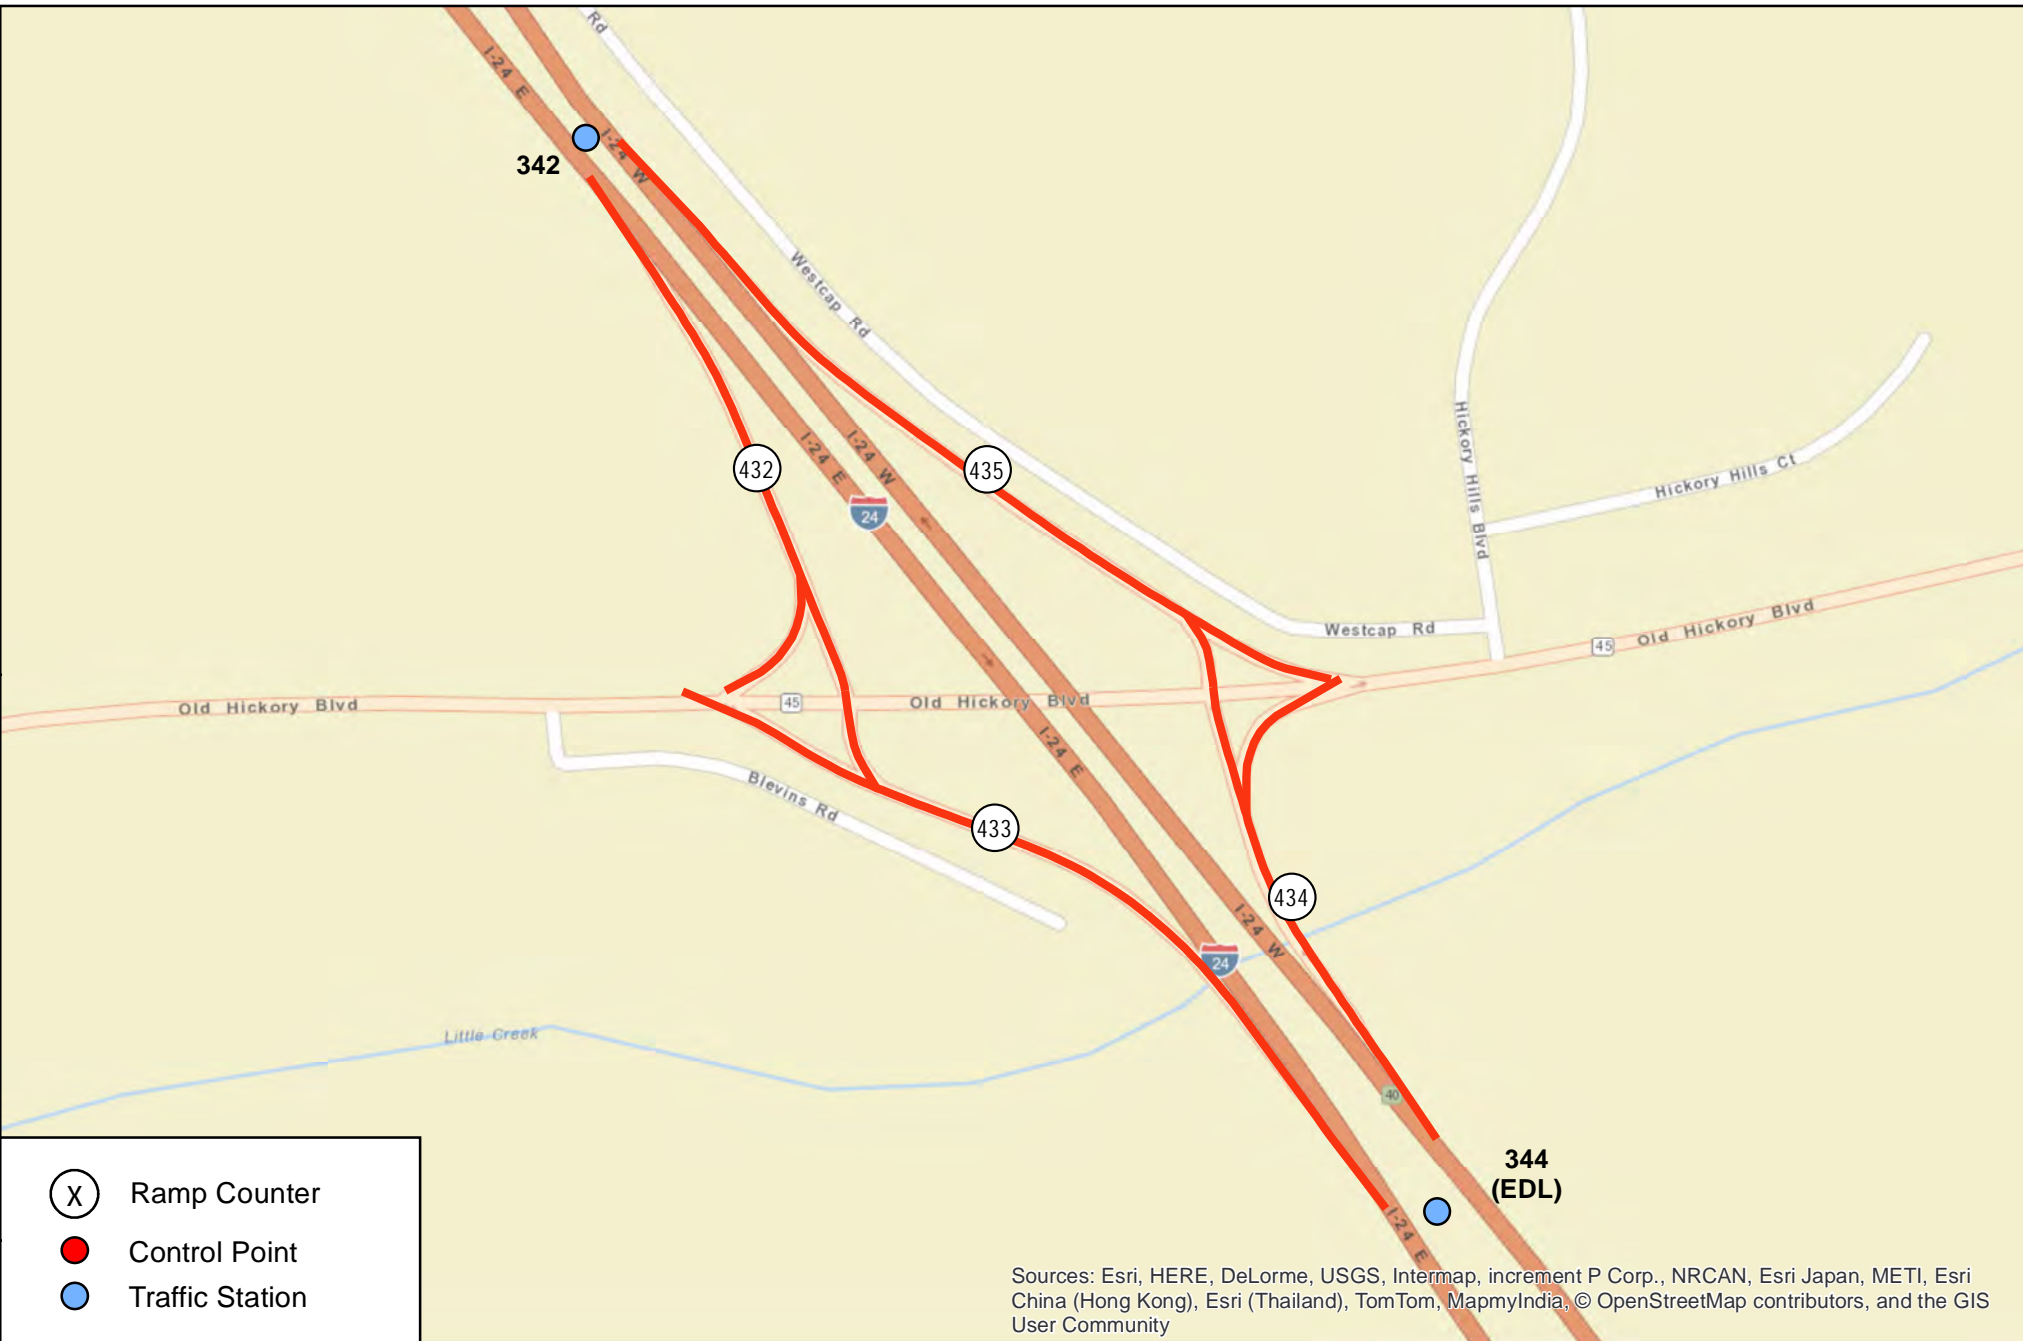 Rd
I-24 E
I-24 W
342
Westcap Rd
432
435
I-24 E
I-24 W
24
Hickory Hills Blvd
Hickory Hills Ct
Westcap Rd
45
Old Hickory Blvd
Old Hickory Blvd
45
Old Hickory Blvd
I-24 E
Blevins Rd
433
434
I-24 W
24
Little Creek
40
344
(EDL)
I-24 E
X Ramp Counter
Control Point
Traffic Station
Sources: Esri, HERE, DeLorme, USGS, Intermap, increment P Corp., NRCAN, Esri Japan, METI, Esri
China (Hong Kong), Esri (Thailand), TomTom, MapmyIndia, © OpenStreetMap contributors, and the GIS
User Community